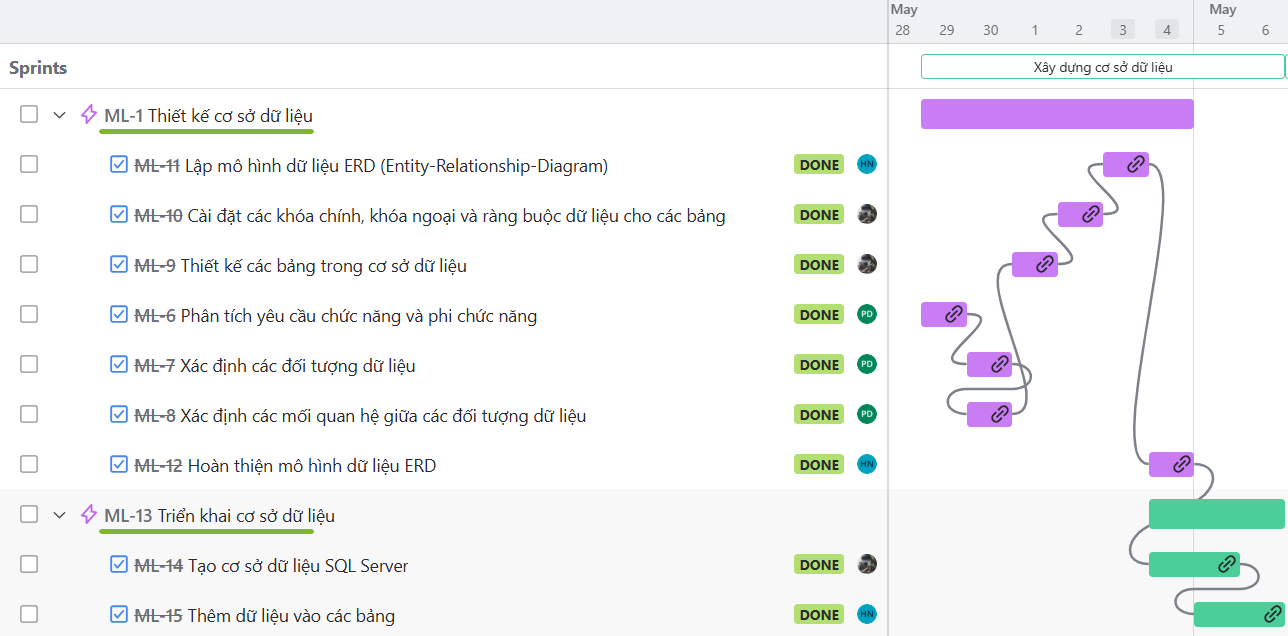 May May
28 29 30 1 2 3 4 5 6
Sprints
Xây dựng cơ sở dữ liệu
ML-1 Thiết kế cơ sở dữ liệu
ML-11 Lập mô hình dữ liệu ERD (Entity-Relationship-Diagram) DONE HN
ML-10 Cài đặt các khóa chính, khóa ngoại và ràng buộc dữ liệu cho các bảng DONE
ML-9 Thiết kế các bảng trong cơ sở dữ liệu DONE
ML-6 Phân tích yêu cầu chức năng và phi chức năng DONE PD
ML-7 Xác định các đối tượng dữ liệu DONE PD
ML-8 Xác định các mối quan hệ giữa các đối tượng dữ liệu DONE PD
ML-12 Hoàn thiện mô hình dữ liệu ERD DONE HN
ML-13 Triển khai cơ sở dữ liệu
ML-14 Tạo cơ sở dữ liệu SQL Server DONE
ML-15 Thêm dữ liệu vào các bảng DONE HN